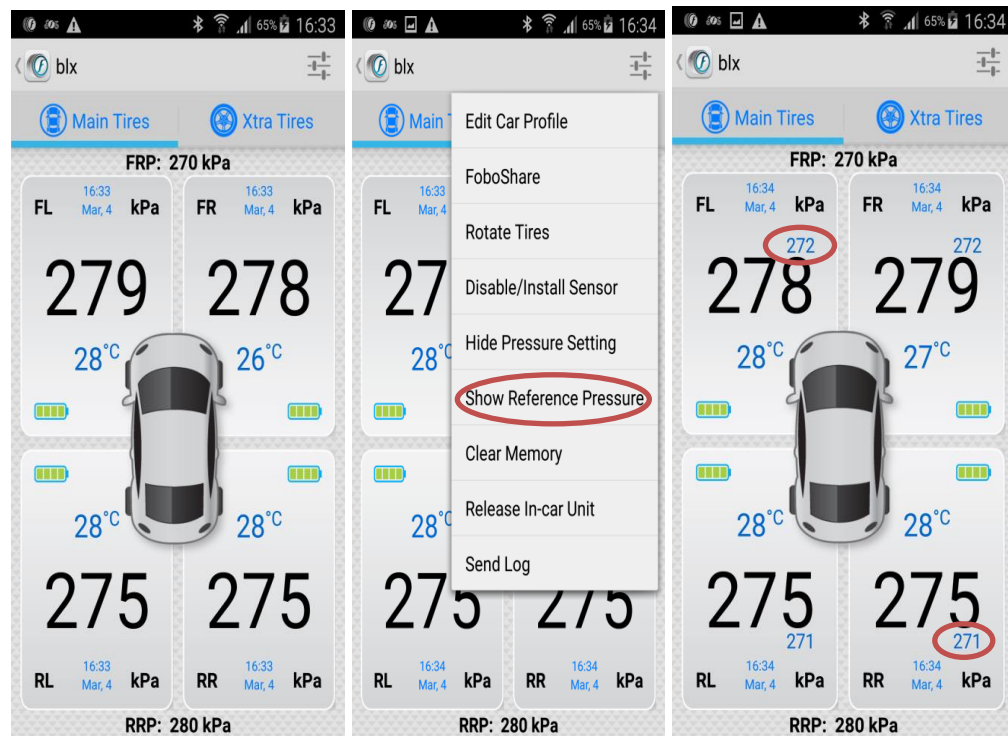 65% 16:33
blx
Main Tires Xtra Tires
FRP: 270 kPa
16:33 16:33
FL Mar, 4 kPa FR Mar, 4 kPa
279 278
28°C 26°C
28°C 28°C
275 275
16:33 16:33
RL Mar, 4 kPa RR Mar, 4 kPa
RRP: 280 kPa
65% 16:34
blx
Main
Edit Car Profile
FoboShare
Rotate Tires
Disable/Install Sensor
Hide Pressure Setting
Show Reference Pressure
Clear Memory
Release In-car Unit
Send Log
16:33
FL Mar, 4
27
28°C
28°C
275 275
16:34 16:34
RL Mar, 4 kPa RR Mar, 4 kPa
RRP: 280 kPa
65% 16:34
blx
Main Tires Xtra Tires
FRP: 270 kPa
16:34 16:34
FL Mar, 4 kPa FR Mar, 4 kPa
272 272
278 279
28°C 27°C
28°C 28°C
275 275
271 271
16:34 16:34
RL Mar, 4 kPa RR Mar, 4 kPa
RRP: 280 kPa